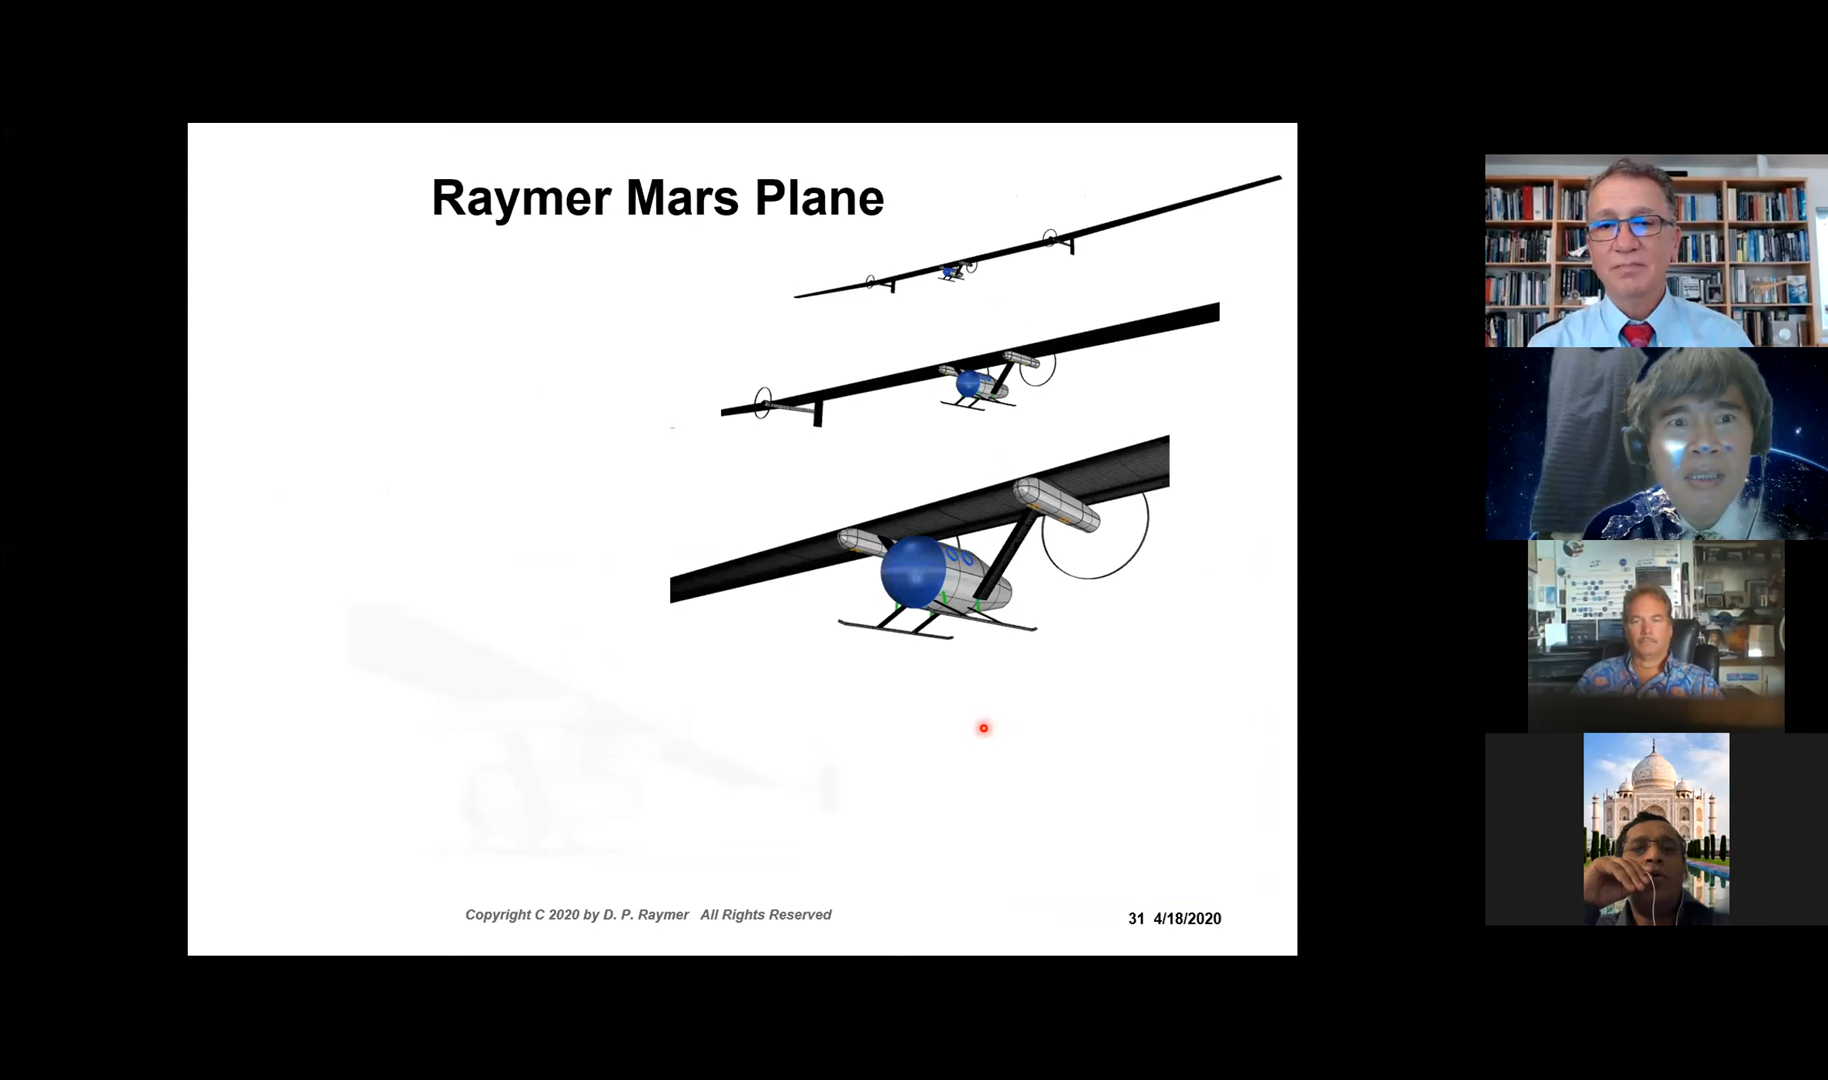 Raymer Mars Plane
Copyright C 2020 by D. P. Raymer All Rights Reserved
31 4/18/2020